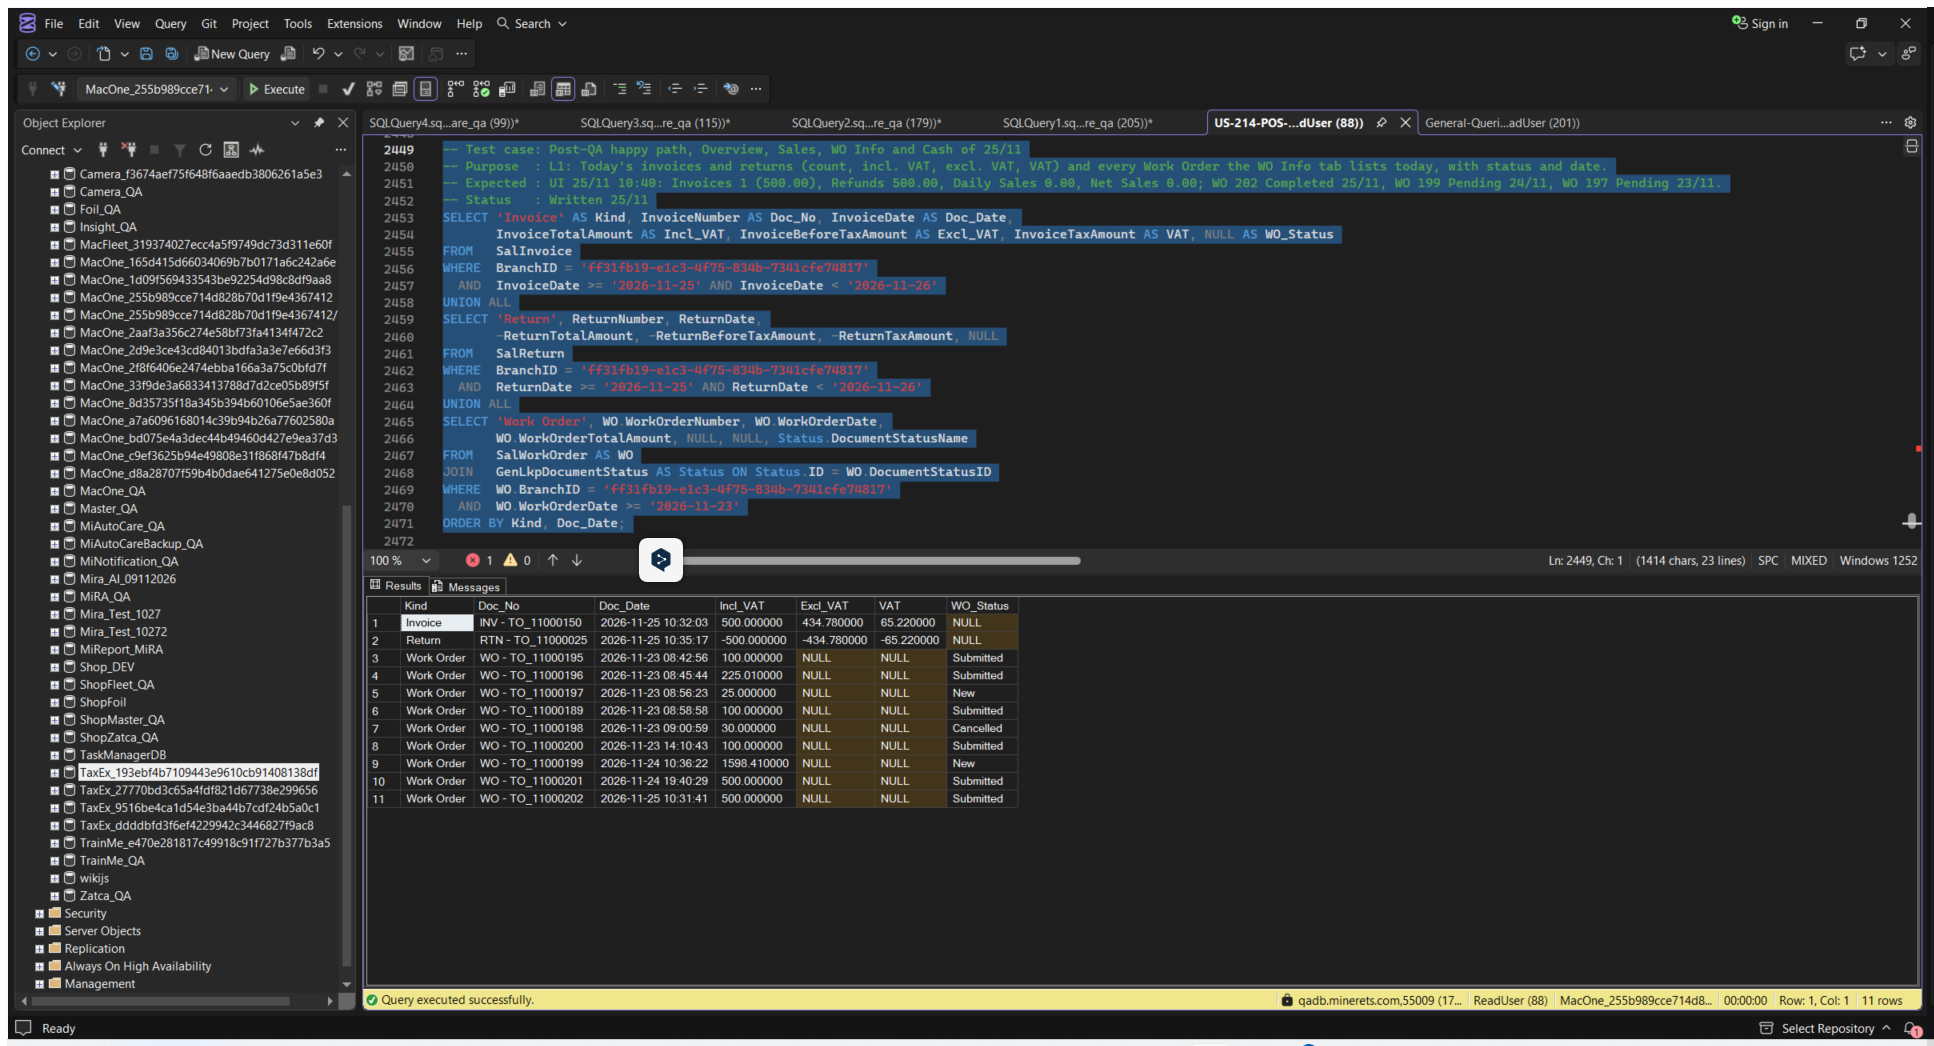 File Edit View Query Git Project Tools Extensions Window Help Search Sign in
New Query
MacOne_255b989cce71‹ Execute
Object Explorer
SQLQuery4.sq...are_qa (99))* SQLQuery3.sq...re_qa (115))* SQLQuery2.sq...re_qa (179))* SQLQuery1.sq...re_qa (205))* US-214-POS-...dUser (88)) General-Queri...adUser (201))
Connect
Camera_f3674aef75f648f6aaedb3806261a5e3
Camera_QA
Foil_QA
Insight_QA
MacFleet_319374027ecc4a5f9749dc73d311e60f
MacOne_165d415d66034069b7b0171a6c242a6e
MacOne_1d09f569433543be92254d98c8df9aa8
MacOne_255b989cce714d828b70d1f9e4367412
MacOne_255b989cce714d828b70d1f9e4367412/
MacOne_2aaf3a356c274e58bf73fa4134f472c2
MacOne_2d9e3ce43cd84013bdfa3a3e7e66d3f3
MacOne_2f8f6406e2474ebba166a3a75c0bfd7f
MacOne_33f9de3a6833413788d7d2ce05b89f5f
MacOne_8d35735f18a345b394b60106e5ae360f
MacOne_a7a6096168014c39b94b26a77602580a
MacOne_bd075e4a3dec44b49460d427e9ea37d3
MacOne_c9ef3625b94e49808e31f868f47b8df4
MacOne_d8a28707f59b4b0dae641275e0e8d052
MacOne_QA
Master_QA
MiAutoCare_QA
MiAutoCareBackup_QA
MiNotification_QA
Mira_AI_09112026
MiRA_QA
Mira_Test_1027
Mira_Test_10272
MiReport_MiRA
Shop_DEV
ShopFleet_QA
ShopFoil
ShopMaster_QA
ShopZatca_QA
TaskManagerDB
TaxEx_193ebf4b7109443e9610cb91408138df
TaxEx_27770bd3c65a4fdf821d67738e299656
TaxEx_9516be4ca1d54e3ba44b7cdf24b5a0c1
TaxEx_ddddbfd3f6ef4229942c3446827f9ac8
TrainMe_e470e281817c49918c91f727b377b3a5
TrainMe_QA
wikijs
Zatca_QA
Security
Server Objects
Replication
Always On High Availability
Management
2449 -- Test case: Post-QA happy path, Overview, Sales, WO Info and Cash of 25/11
2450 -- Purpose : L1: Today's invoices and returns (count, incl. VAT, excl. VAT, VAT) and every Work Order the WO Info tab lists today, with status and date.
2451 -- Expected : UI 25/11 10:40: Invoices 1 (500.00), Refunds 500.00, Daily Sales 0.00, Net Sales 0.00; WO 202 Completed 25/11, WO 199 Pending 24/11, WO 197 Pending 23/11.
2452 -- Status : Written 25/11
2453 SELECT 'Invoice' AS Kind, InvoiceNumber AS Doc_No, InvoiceDate AS Doc_Date,
2454 InvoiceTotalAmount AS Incl_VAT, InvoiceBeforeTaxAmount AS Excl_VAT, InvoiceTaxAmount AS VAT, NULL AS WO_Status
2455 FROM SalInvoice
2456 WHERE BranchID = 'ff31fb19-e1c3-4f75-834b-7341cfe74817'
2457 AND InvoiceDate >= '2026-11-25' AND InvoiceDate < '2026-11-26'
2458 UNION ALL
2459 SELECT 'Return', ReturnNumber, ReturnDate,
2460 -ReturnTotalAmount, -ReturnBeforeTaxAmount, -ReturnTaxAmount, NULL
2461 FROM SalReturn
2462 WHERE BranchID = 'ff31fb19-e1c3-4f75-834b-7341cfe74817'
2463 AND ReturnDate >= '2026-11-25' AND ReturnDate < '2026-11-26'
2464 UNION ALL
2465 SELECT 'Work Order', WO.WorkOrderNumber, WO.WorkOrderDate,
2466 WO.WorkOrderTotalAmount, NULL, NULL, Status.DocumentStatusName
2467 FROM SalWorkOrder AS WO
2468 JOIN GenLkpDocumentStatus AS Status ON Status.ID = WO.DocumentStatusID
2469 WHERE WO.BranchID = 'ff31fb19-e1c3-4f75-834b-7341cfe74817'
2470 AND WO.WorkOrderDate >= '2026-11-23'
2471 ORDER BY Kind, Doc_Date;
2472
100 % 1 0 Ln: 2449, Ch: 1 (1414 chars, 23 lines) SPC MIXED Windows 1252
Results Messages
Kind Doc_No Doc_Date Incl_VAT Excl_VAT VAT WO_Status
1 Invoice INV - TO_11000150 2026-11-25 10:32:03 500.000000 434.780000 65.220000 NULL
2 Return RTN - TO_11000025 2026-11-25 10:35:17 -500.000000 -434.780000 -65.220000 NULL
3 Work Order WO - TO_11000195 2026-11-23 08:42:56 100.000000 NULL NULL Submitted
4 Work Order WO - TO_11000196 2026-11-23 08:45:44 225.010000 NULL NULL Submitted
5 Work Order WO - TO_11000197 2026-11-23 08:56:23 25.000000 NULL NULL New
6 Work Order WO - TO_11000189 2026-11-23 08:58:58 100.000000 NULL NULL Submitted
7 Work Order WO - TO_11000198 2026-11-23 09:00:59 30.000000 NULL NULL Cancelled
8 Work Order WO - TO_11000200 2026-11-23 14:10:43 100.000000 NULL NULL Submitted
9 Work Order WO - TO_11000199 2026-11-24 10:36:22 1598.410000 NULL NULL New
10 Work Order WO - TO_11000201 2026-11-24 19:40:29 500.000000 NULL NULL Submitted
11 Work Order WO - TO_11000202 2026-11-25 10:31:41 500.000000 NULL NULL Submitted
Query executed successfully. qadb.minerets.com,55009 (17... ReadUser (88) MacOne_255b989cce714d8... 00:00:00 Row: 1, Col: 1 11 rows
Ready Select Repository 1